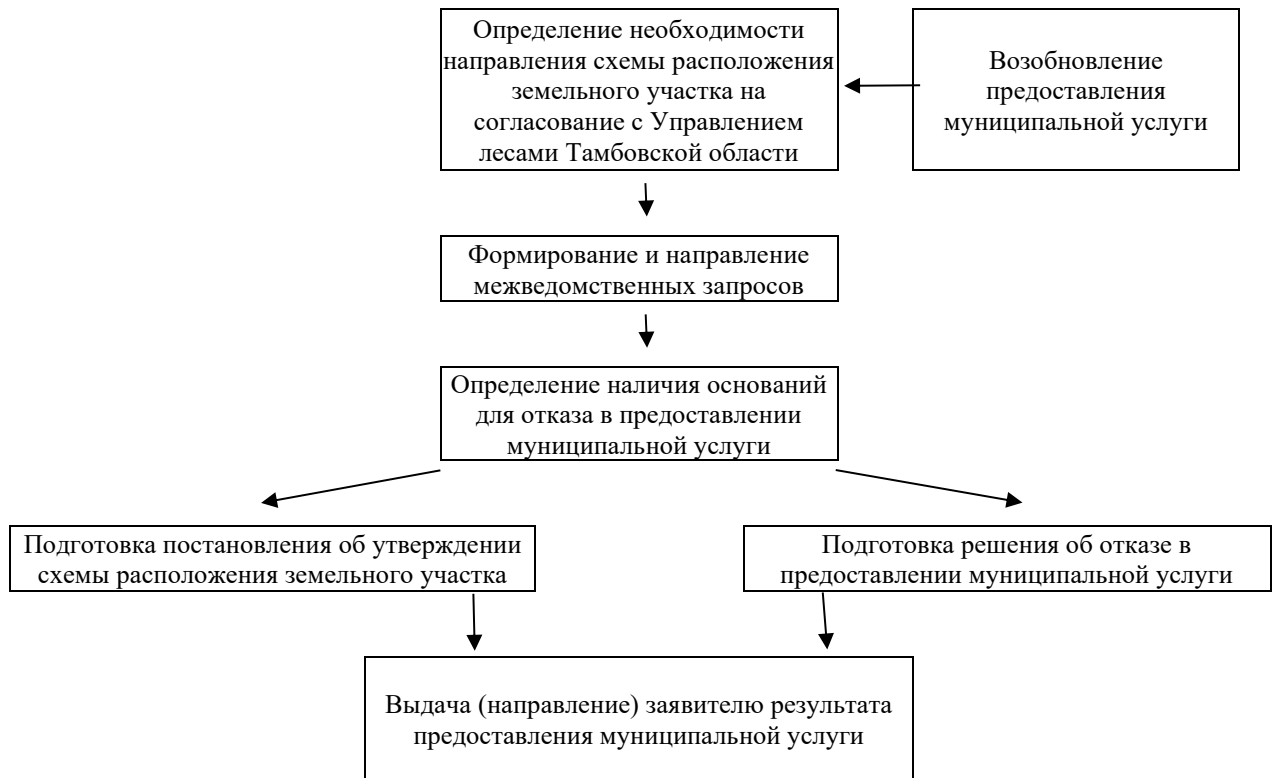 Определение необходимости
направления схемы расположения
земельного участка на
согласование с Управлением
лесами Тамбовской области
Возобновление
предоставления
муниципальной услуги
Формирование и направление
межведомственных запросов
Определение наличия оснований
для отказа в предоставлении
муниципальной услуги
Подготовка постановления об утверждении
схемы расположения земельного участка
Подготовка решения об отказе в
предоставлении муниципальной услуги
Выдача (направление) заявителю результата
предоставления муниципальной услуги